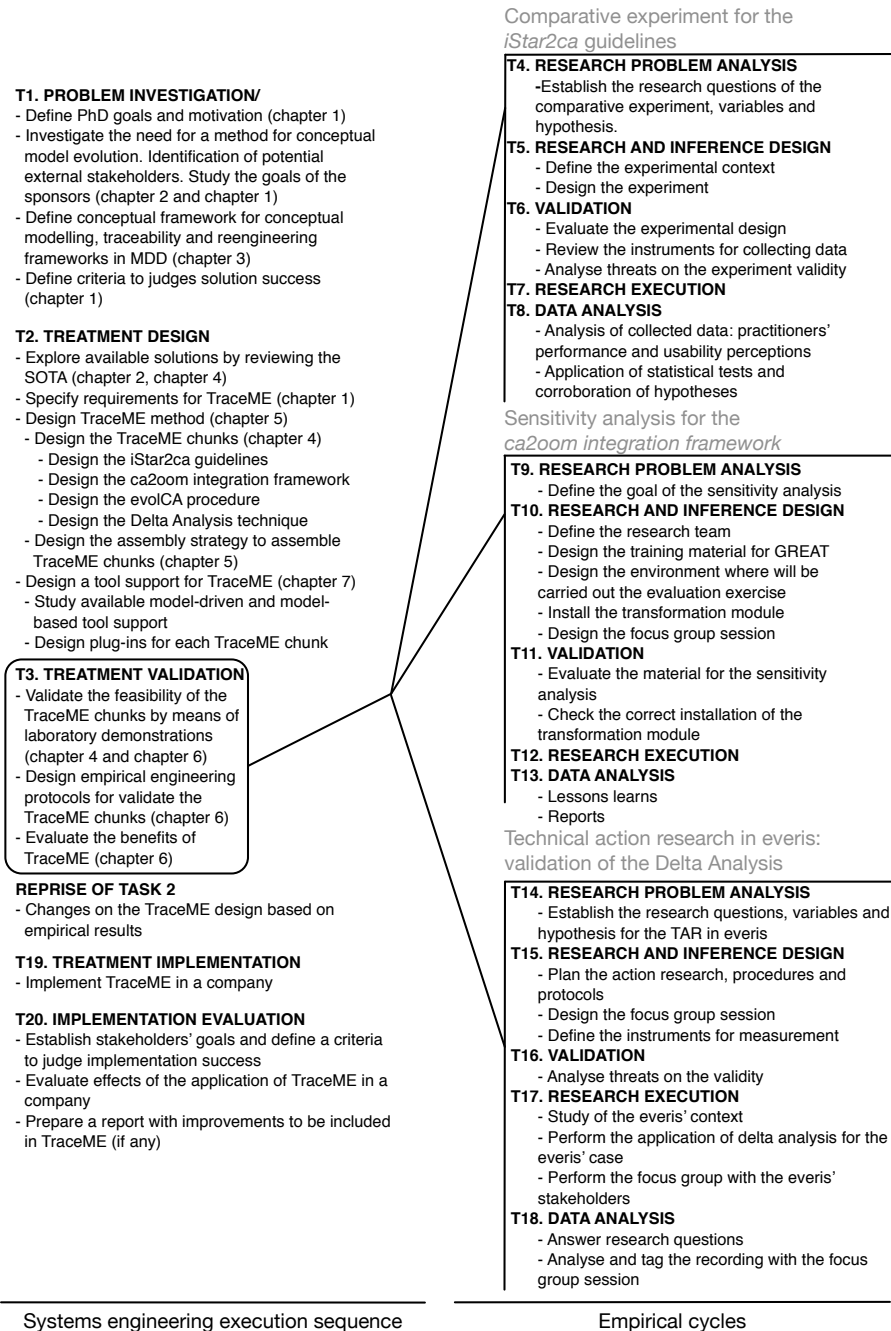 T1. PROBLEM INVESTIGATION/
- Define PhD goals and motivation (chapter 1)
- Investigate the need for a method for conceptual
model evolution. Identification of potential
external stakeholders. Study the goals of the
sponsors (chapter 2 and chapter 1)
- Define conceptual framework for conceptual
modelling, traceability and reengineering
frameworks in MDD (chapter 3)
- Define criteria to judges solution success
(chapter 1)
T2. TREATMENT DESIGN
- Explore available solutions by reviewing the
SOTA (chapter 2, chapter 4)
- Specify requirements for TraceME (chapter 1)
- Design TraceME method (chapter 5)
- Design the TraceME chunks (chapter 4)
- Design the iStar2ca guidelines
- Design the ca2oom integration framework
- Design the evolCA procedure
- Design the Delta Analysis technique
- Design the assembly strategy to assemble
TraceME chunks (chapter 5)
- Design a tool support for TraceME (chapter 7)
- Study available model-driven and model-
based tool support
- Design plug-ins for each TraceME chunk
T3. TREATMENT VALIDATION
- Validate the feasibility of the
TraceME chunks by means of
laboratory demonstrations
(chapter 4 and chapter 6)
- Design empirical engineering
protocols for validate the
TraceME chunks (chapter 6)
- Evaluate the benefits of
TraceME (chapter 6)
REPRISE OF TASK 2
- Changes on the TraceME design based on
empirical results
T19. TREATMENT IMPLEMENTATION
- Implement TraceME in a company
T20. IMPLEMENTATION EVALUATION
- Establish stakeholders' goals and define a criteria
to judge implementation success
- Evaluate effects of the application of TraceME in a
company
- Prepare a report with improvements to be included
in TraceME (if any)
Systems engineering execution sequence
Comparative experiment for the
iStar2ca guidelines
T4. RESEARCH PROBLEM ANALYSIS
-Establish the research questions of the
comparative experiment, variables and
hypothesis.
T5. RESEARCH AND INFERENCE DESIGN
- Define the experimental context
- Design the experiment
T6. VALIDATION
- Evaluate the experimental design
- Review the instruments for collecting data
- Analyse threats on the experiment validity
T7. RESEARCH EXECUTION
T8. DATA ANALYSIS
- Analysis of collected data: practitioners'
performance and usability perceptions
- Application of statistical tests and
corroboration of hypotheses
Sensitivity analysis for the
ca2oom integration framework
T9. RESEARCH PROBLEM ANALYSIS
- Define the goal of the sensitivity analysis
T10. RESEARCH AND INFERENCE DESIGN
- Define the research team
- Design the training material for GREAT
- Design the environment where will be
carried out the evaluation exercise
- Install the transformation module
- Design the focus group session
T11. VALIDATION
- Evaluate the material for the sensitivity
analysis
- Check the correct installation of the
transformation module
T12. RESEARCH EXECUTION
T13. DATA ANALYSIS
- Lessons learns
- Reports
Technical action research in everis:
validation of the Delta Analysis
T14. RESEARCH PROBLEM ANALYSIS
- Establish the research questions, variables and
hypothesis for the TAR in everis
T15. RESEARCH AND INFERENCE DESIGN
- Plan the action research, procedures and
protocols
- Design the focus group session
- Define the instruments for measurement
T16. VALIDATION
- Analyse threats on the validity
T17. RESEARCH EXECUTION
- Study of the everis' context
- Perform the application of delta analysis for the
everis' case
- Perform the focus group with the everis'
stakeholders
T18. DATA ANALYSIS
- Answer research questions
- Analyse and tag the recording with the focus
group session
Empirical cycles